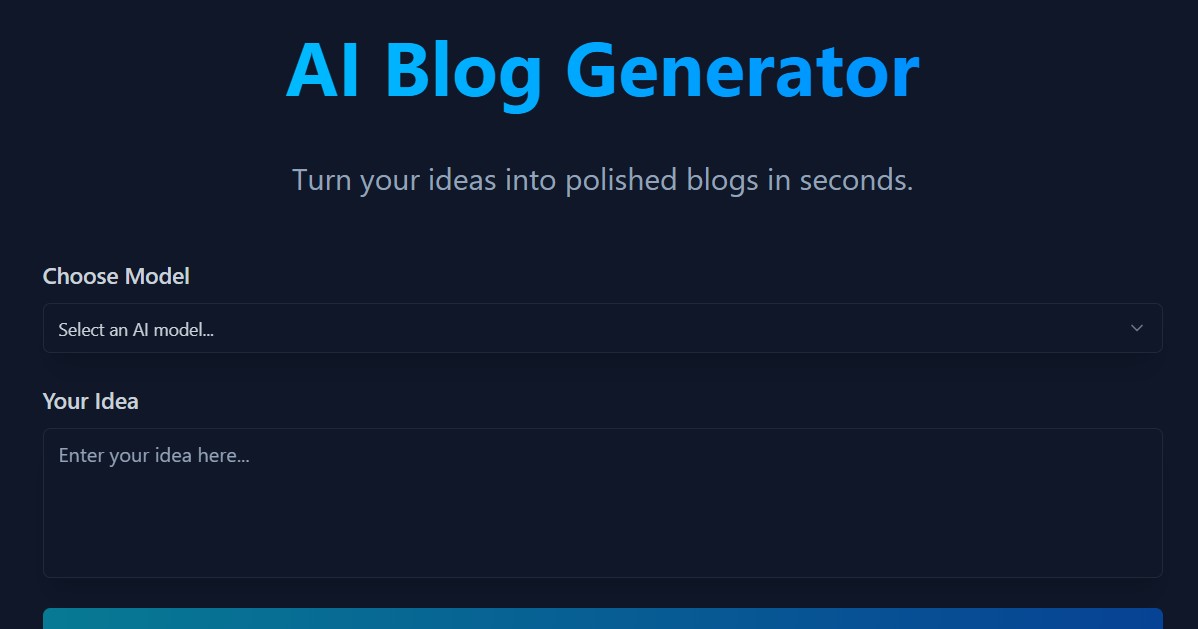 AI Blog Generator
Turn your ideas into polished blogs in seconds.
Choose Model
Select an AI model...
Your Idea
Enter your idea here...